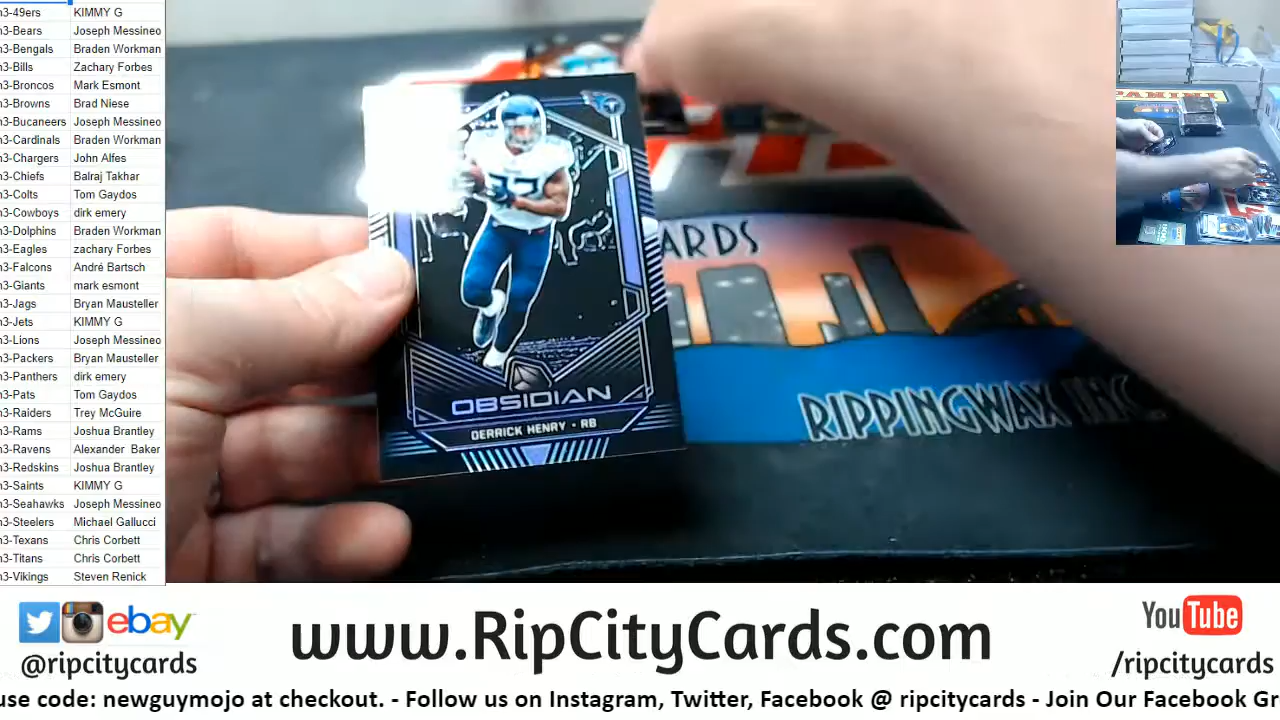 n3-49ers KIMMY G
n3-Bears Joseph Messineo
n3-Bengals Braden Workman
n3-Bills Zachary Forbes
n3-Broncos Mark Esmont
n3-Browns Brad Niese
n3-Bucaneers Joseph Messineo
n3-Cardinals Braden Workman
n3-Chargers John Alfes
n3-Chiefs Balraj Takhar
n3-Colts Tom Gaydos
n3-Cowboys dirk emery
n3-Dolphins Braden Workman
n3-Eagles zachary Forbes
n3-Falcons André Bartsch
n3-Giants mark esmont
n3-Jags Bryan Mausteller
n3-Jets KIMMY G
n3-Lions Joseph Messineo
n3-Packers Bryan Mausteller
n3-Panthers dirk emery
n3-Pats Tom Gaydos
n3-Raiders Trey McGuire
n3-Rams Joshua Brantley
n3-Ravens Alexander Baker
n3-Redskins Joshua Brantley
n3-Saints KIMMY G
n3-Seahawks Joseph Messineo
n3-Steelers Michael Gallucci
n3-Texans Chris Corbett
n3-Titans Chris Corbett
n3-Vikings Steven Renick
22
OBSIDIAN
DERRICK HENRY • RB
ARDS
RIPPINGWAX INC.
PANINI
ebay
@ripcitycards
www.RipCityCards.com
YouTube
/ripcitycards
use code: newguymojo at checkout. - Follow us on Instagram, Twitter, Facebook @ ripcitycards - Join Our Facebook Gr